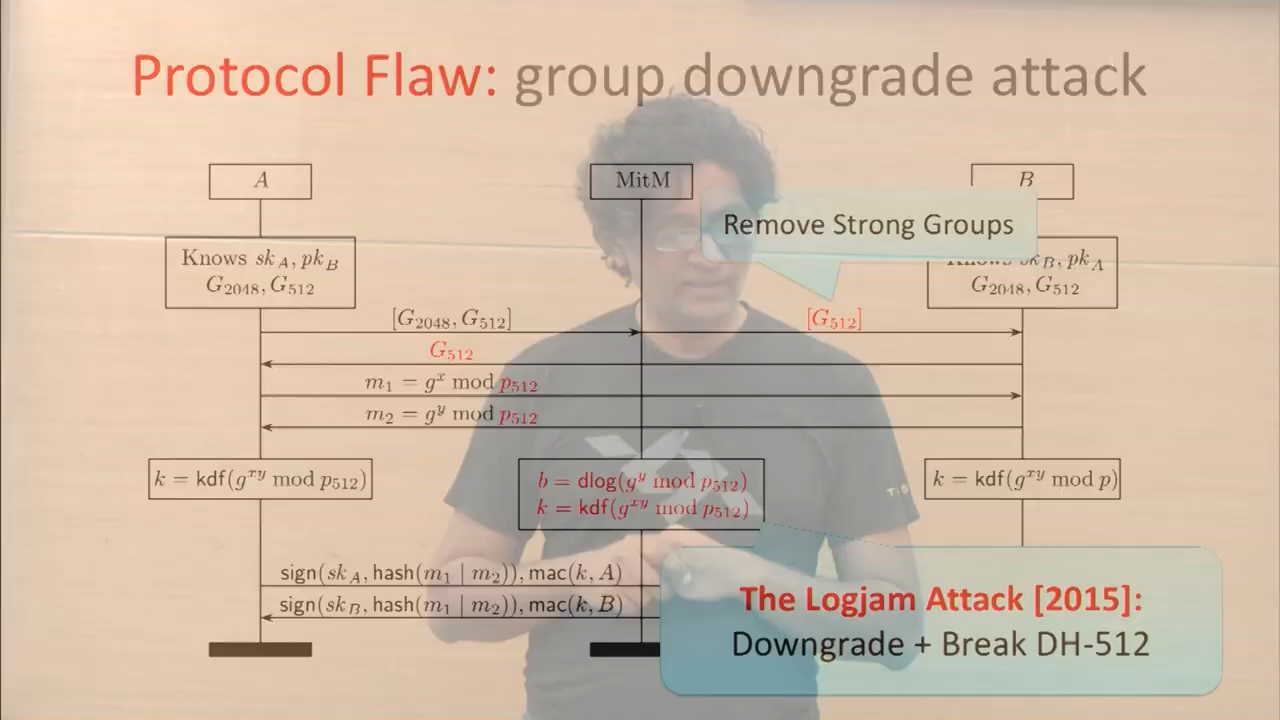 Protocol Flaw: group downgrade attack
A
MitM
B
Remove Strong Groups
Knows sk_A, pk_B
G_2048, G_512
Knows sk_B, pk_A
G_2048, G_512
[G_2048, G_512]
[G_512]
G_512
m_1 = g^x mod p_512
m_2 = g^y mod p_512
k = kdf(g^xy mod p_512)
b = dlog(g^y mod p_512)
k = kdf(g^xy mod p_512)
k = kdf(g^xy mod p)
sign(sk_A, hash(m_1 | m_2)), mac(k, A)
sign(sk_B, hash(m_1 | m_2)), mac(k, B)
The Logjam Attack [2015]:
Downgrade + Break DH-512